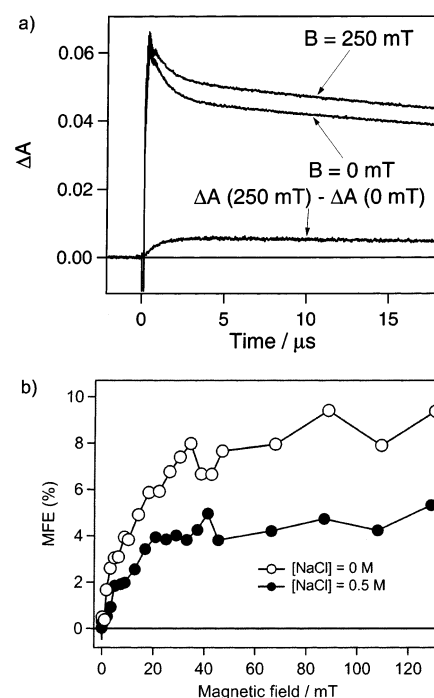 a)
0.06
0.04
0.02
0.00
ΔA
B = 250 mT
B = 0 mT
ΔA (250 mT) - ΔA (0 mT)
0
5
10
15
Time / μs
b)
10
8
6
4
2
0
MFE (%)
[NaCl] = 0 M
[NaCl] = 0.5 M
0
20
40
60
80
100
120
Magnetic field / mT